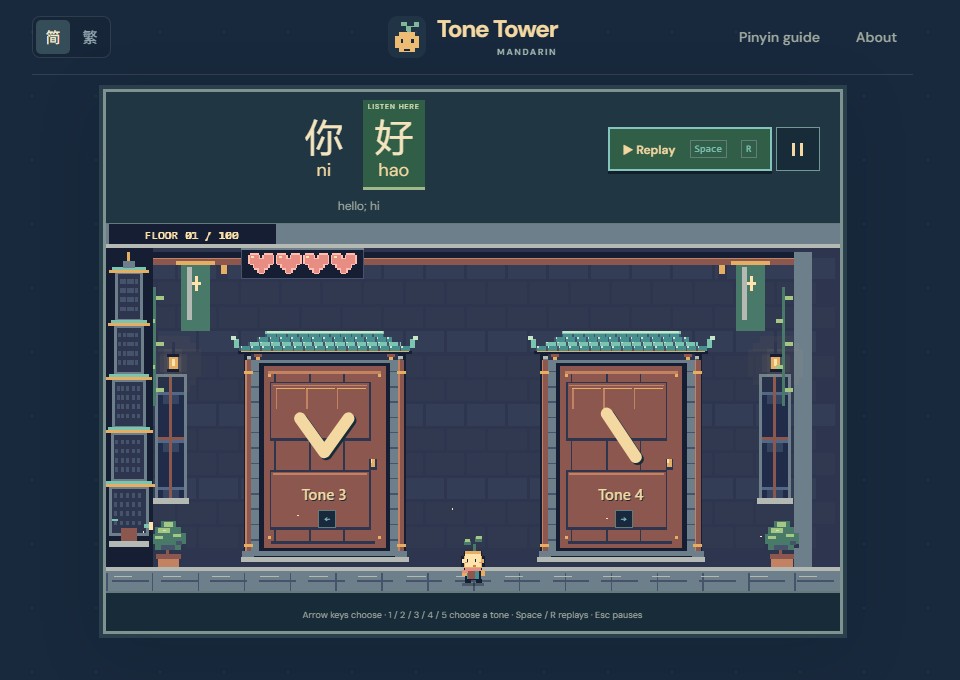 简 繁
Tone Tower
MANDARIN
Pinyin guide
About
LISTEN HERE
你 好
ni hao
hello; hi
Replay Space R
FLOOR 01 / 100
Tone 3
Tone 4
Arrow keys choose · 1 / 2 / 3 / 4 / 5 choose a tone · Space / R replays · Esc pauses